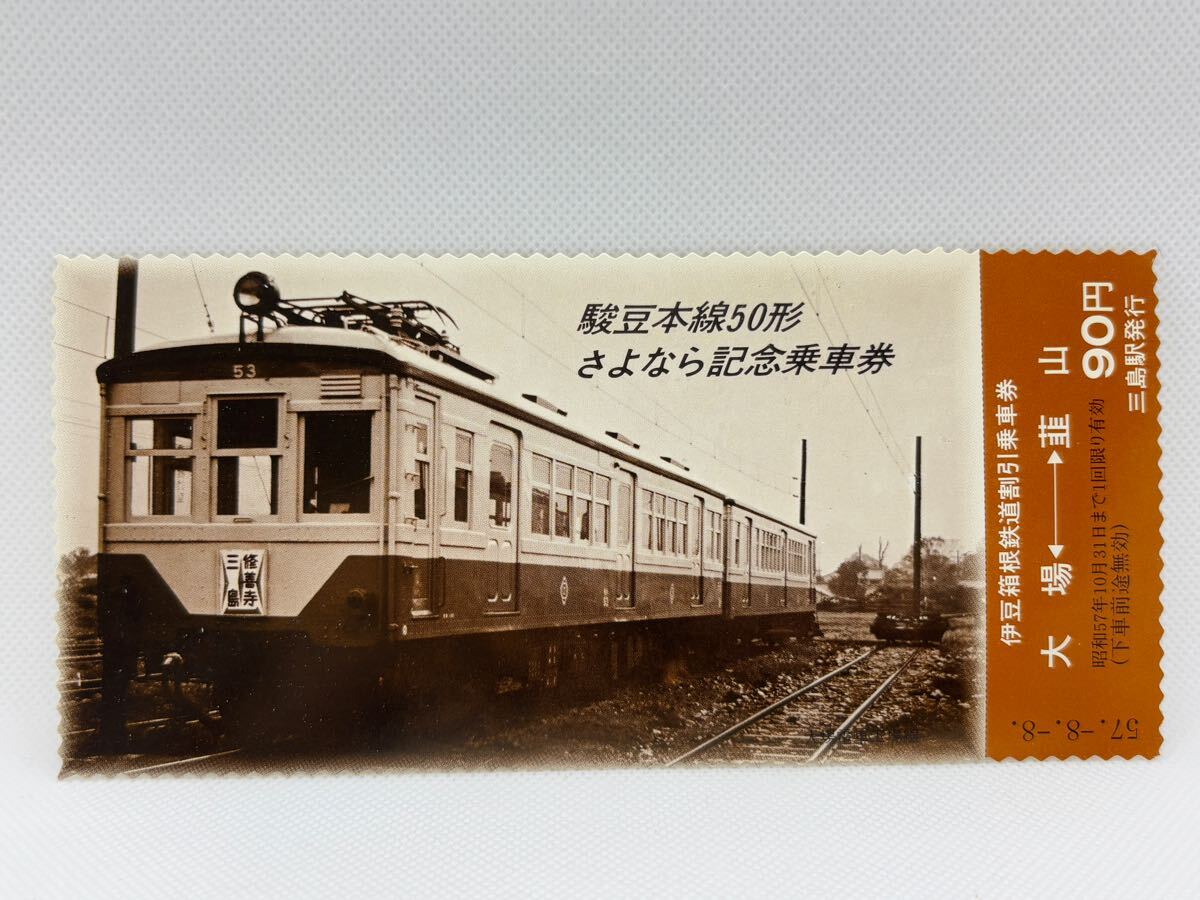 駿豆本線50形
さよなら記念乗車券
53
三島
修善寺
伊豆箱根鉄道割引乗車券
大場◀──▶韮山
90円
昭和57年10月31日まで1回限り有効
(下車前途無効)
三島駅発行
57.-8.-8.